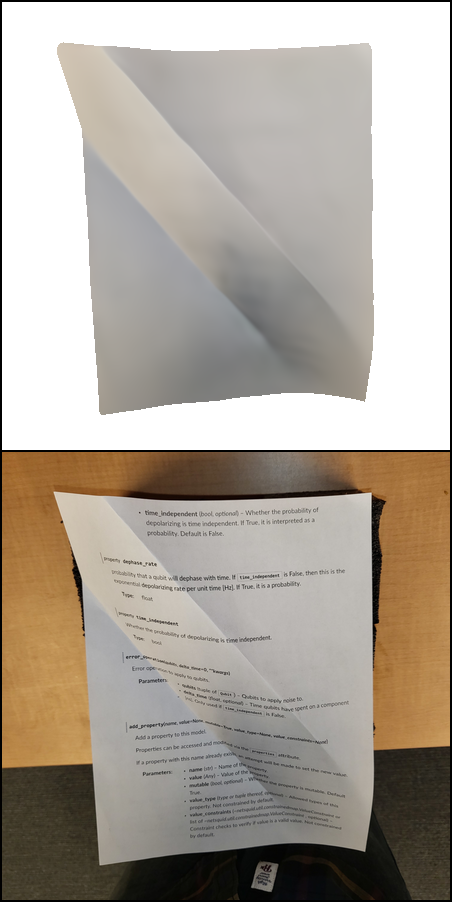 • time_independent (bool, optional) – Whether the probability of
depolarizing is time independent. If True, it is interpreted as a
probability. Default is False.
property dephase_rate
probability that a qubit will dephase with time. If time_independent is False, then this is the
exponential depolarizing rate per unit time [Hz]. If True, it is a probability.
Type: float
property time_independent
Whether the probability of depolarizing is time independent.
Type: bool
error_operation(qubits, delta_time=0, **kwargs)
Error operation to apply to qubits.
Parameters:
• qubits (tuple of Qubit) – Qubits to apply noise to.
• delta_time (float, optional) – Time qubits have spent on a component
Only used if time_independent is False.
add_property(name, value=None, mutable=True, value_type=None, value_constraints=None)
Add a property to this model.
Properties can be accessed and modified via the properties attribute.
If a property with this name already exists an attempt will be made to set the new value.
Parameters:
• name (str) – Name of the property.
• value (Any) – Value of the property.
• mutable (bool, optional) – Whether the property is mutable. Default
True.
• value_type (type or tuple thereof, optional) – Allowed types of this
property. Not constrained by default.
• value_constraints (~netsquid.util.constrainedmap.ValueConstraint, optional) –
Constraint checks to verify if value is a valid value. Not constrained
by default.